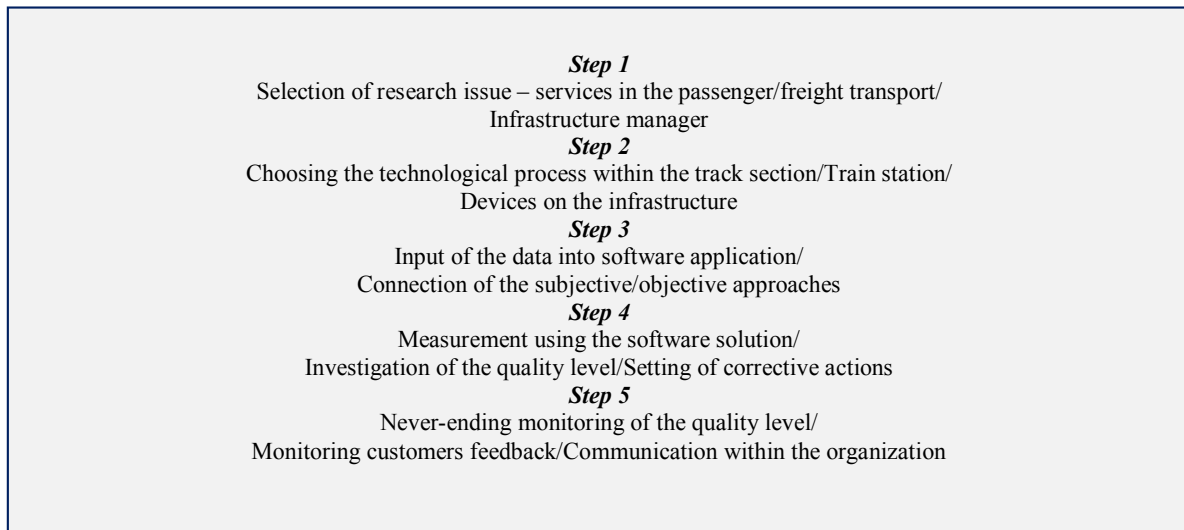 Step 1
Selection of research issue – services in the passenger/freight transport/
Infrastructure manager
Step 2
Choosing the technological process within the track section/Train station/
Devices on the infrastructure
Step 3
Input of the data into software application/
Connection of the subjective/objective approaches
Step 4
Measurement using the software solution/
Investigation of the quality level/Setting of corrective actions
Step 5
Never-ending monitoring of the quality level/
Monitoring customers feedback/Communication within the organization